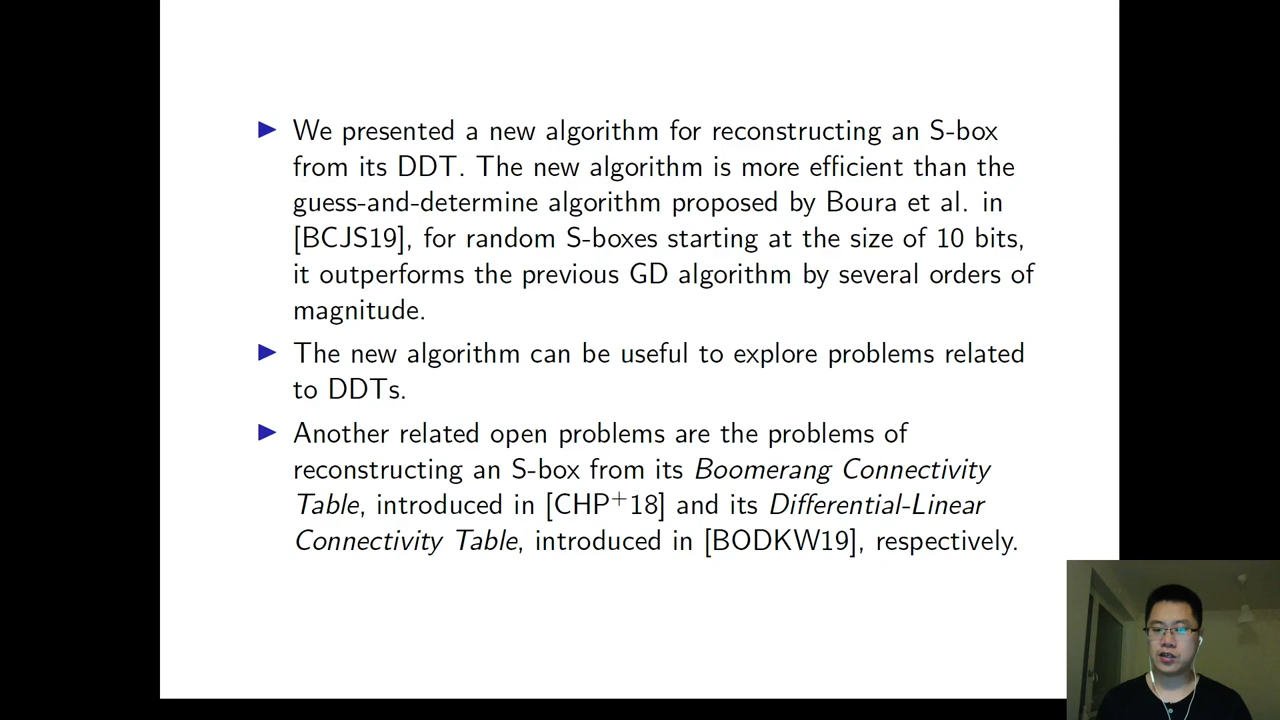 We presented a new algorithm for reconstructing an S-box
from its DDT. The new algorithm is more efficient than the
guess-and-determine algorithm proposed by Boura et al. in
[BCJS19], for random S-boxes starting at the size of 10 bits,
it outperforms the previous GD algorithm by several orders of
magnitude.
The new algorithm can be useful to explore problems related
to DDTs.
Another related open problems are the problems of
reconstructing an S-box from its Boomerang Connectivity
Table, introduced in [CHP+18] and its Differential-Linear
Connectivity Table, introduced in [BODKW19], respectively.